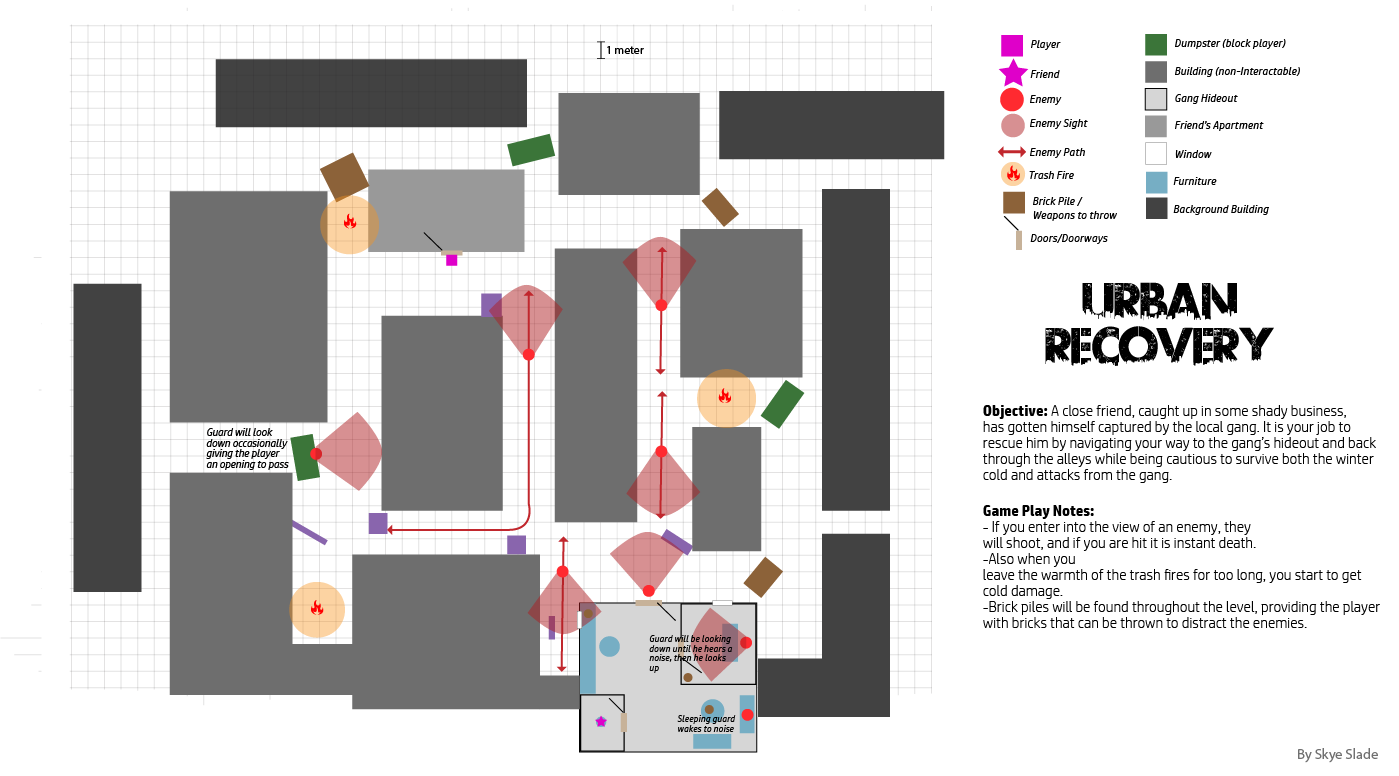 1 meter
Player
Friend
Enemy
Enemy Sight
Enemy Path
Trash Fire
Brick Pile /
Weapons to throw
Doors/Doorways
Dumpster (block player)
Building (non-Interactable)
Gang Hideout
Friend's Apartment
Window
Furniture
Background Building
URBAN
RECOVERY
Objective: A close friend, caught up in some shady business,
has gotten himself captured by the local gang. It is your job to
rescue him by navigating your way to the gang's hideout and back
through the alleys while being cautious to survive both the winter
cold and attacks from the gang.
Game Play Notes:
- If you enter into the view of an enemy, they
will shoot, and if you are hit it is instant death.
-Also when you
leave the warmth of the trash fires for too long, you start to get
cold damage.
-Brick piles will be found throughout the level, providing the player
with bricks that can be thrown to distract the enemies.
Guard will look
down occasionally
giving the player
an opening to pass
Guard will be looking
down until he hears a
noise, then he looks
up
Sleeping guard
wakes to noise
By Skye Slade